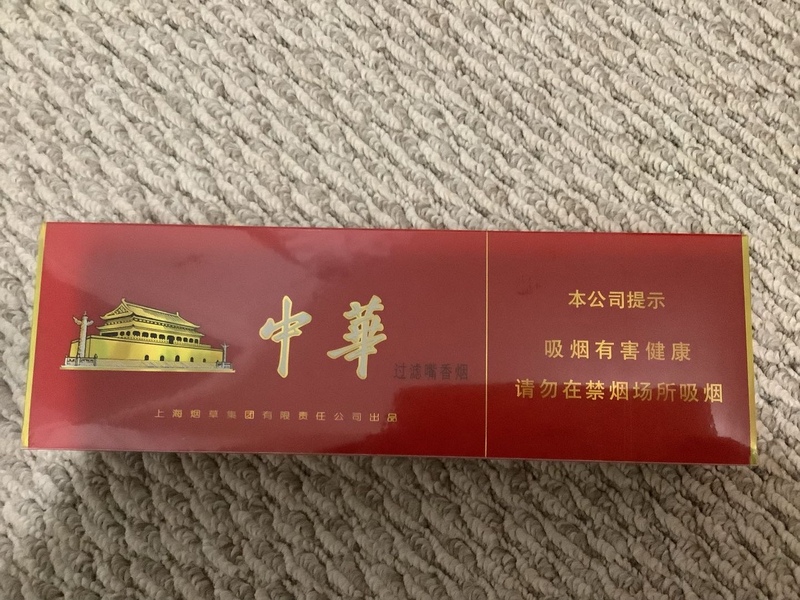 中華
过滤嘴香烟
上海烟草集团有限责任公司出品
本公司提示
吸烟有害健康
请勿在禁烟场所吸烟